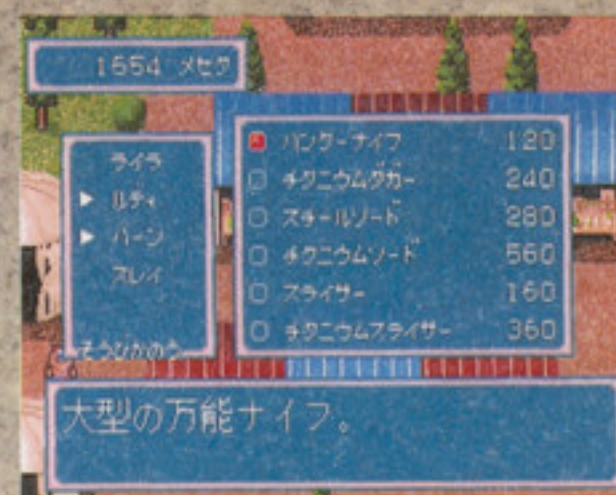 1654 メセタ
ライラ
▶ ルディ
▶ ハーン
スレイ
そうびかのう
ハンターナイフ 120
チタニウムダガー 240
スチールソード 280
チタニウムソード 560
スライサー 160
チタニウムスライサー 360
大型の万能ナイフ。